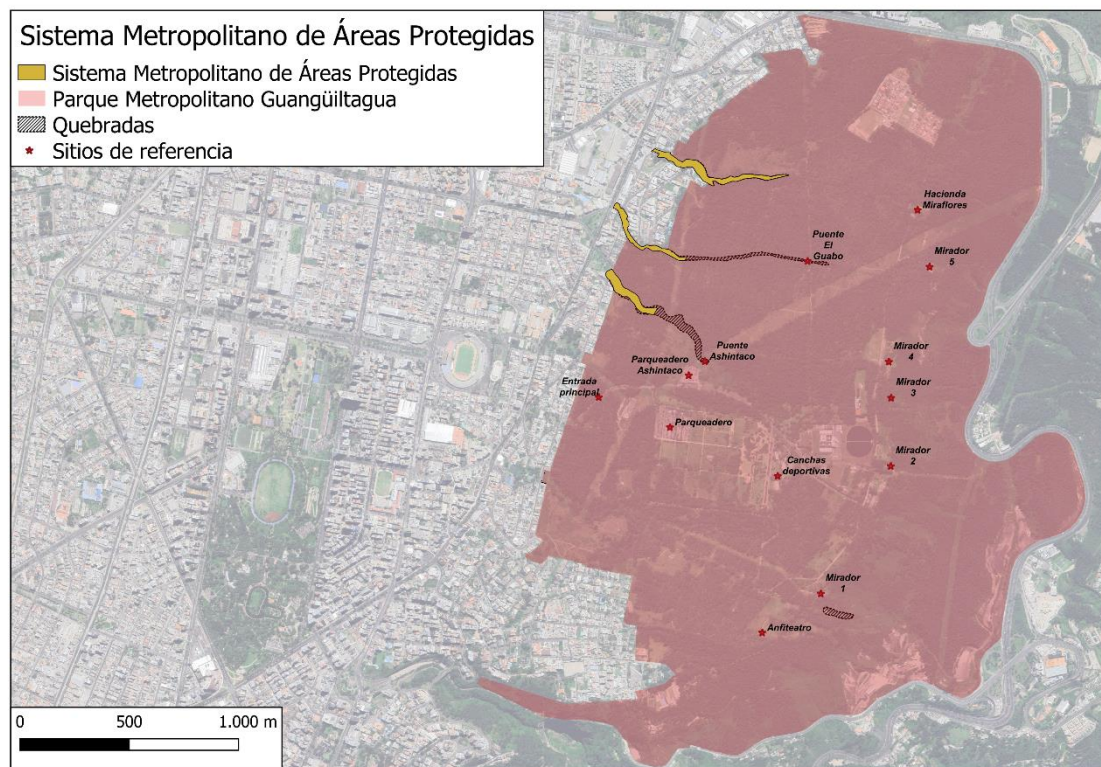 Sistema Metropolitano de Áreas Protegidas
Sistema Metropolitano de Áreas Protegidas
Parque Metropolitano Guangüiltagua
Quebradas
Sitios de referencia
Hacienda
Miraflores
Puente
El
Guabo
Mirador
5
Puente
Ashintaco
Parqueadero
Ashintaco
Mirador
4
Entrada
principal
Mirador
3
Parqueadero
Mirador
2
Canchas
deportivas
Mirador
1
Anfiteatro
0 500 1.000 m